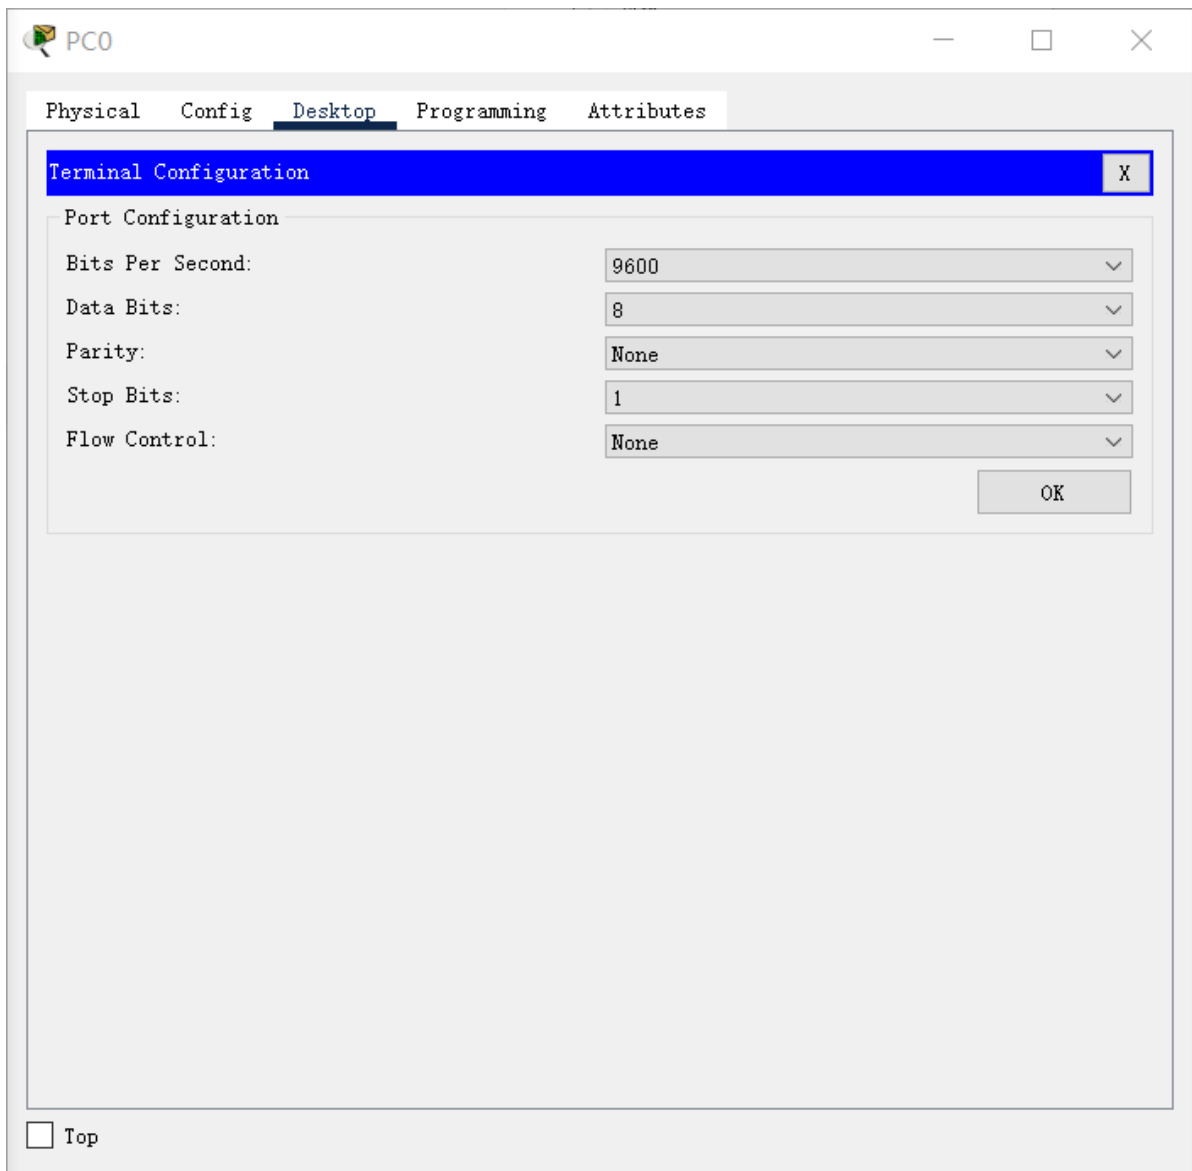 PC0
Physical Config Desktop Programming Attributes
Terminal Configuration X
Port Configuration
Bits Per Second: 9600
Data Bits: 8
Parity: None
Stop Bits: 1
Flow Control: None
OK
Top